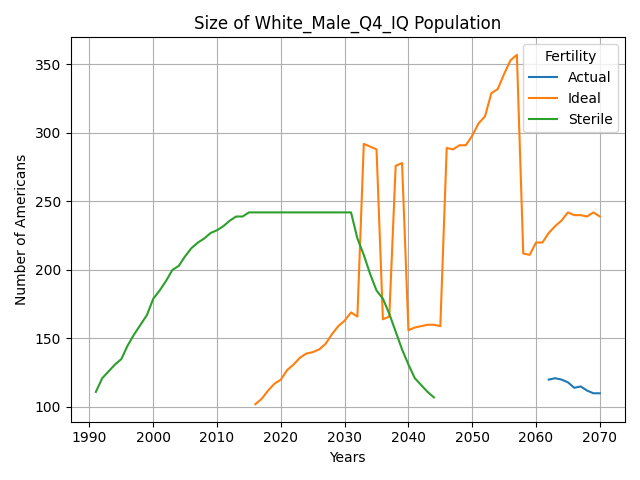 Size of White_Male_Q4_IQ Population
Fertility
Actual
Ideal
Sterile
Number of Americans
350
300
250
200
150
100
1990 2000 2010 2020 2030 2040 2050 2060 2070
Years